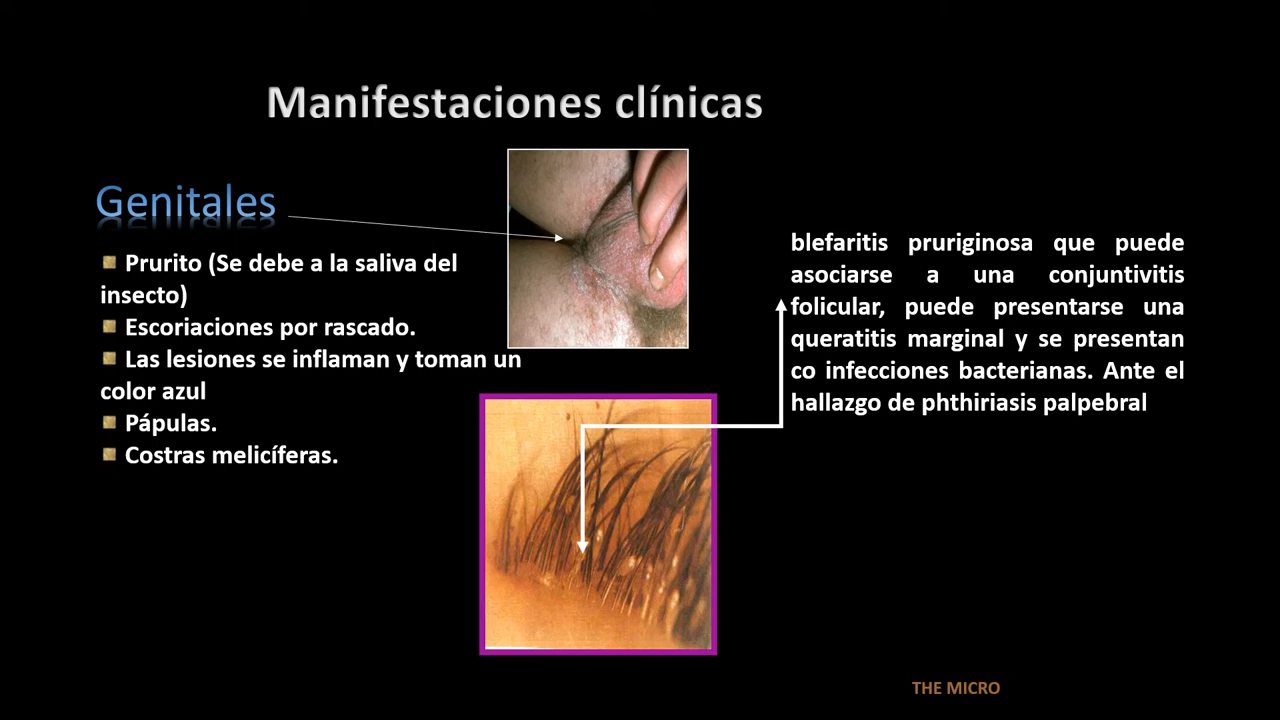 Manifestaciones clínicas
Genitales
Prurito (Se debe a la saliva del
insecto)
Escoriaciones por rascado.
Las lesiones se inflaman y toman un
color azul
Pápulas.
Costras melicíferas.
blefaritis pruriginosa que puede
asociarse a una conjuntivitis
folicular, puede presentarse una
queratitis marginal y se presentan
co infecciones bacterianas. Ante el
hallazgo de phthiriasis palpebral
THE MICRO